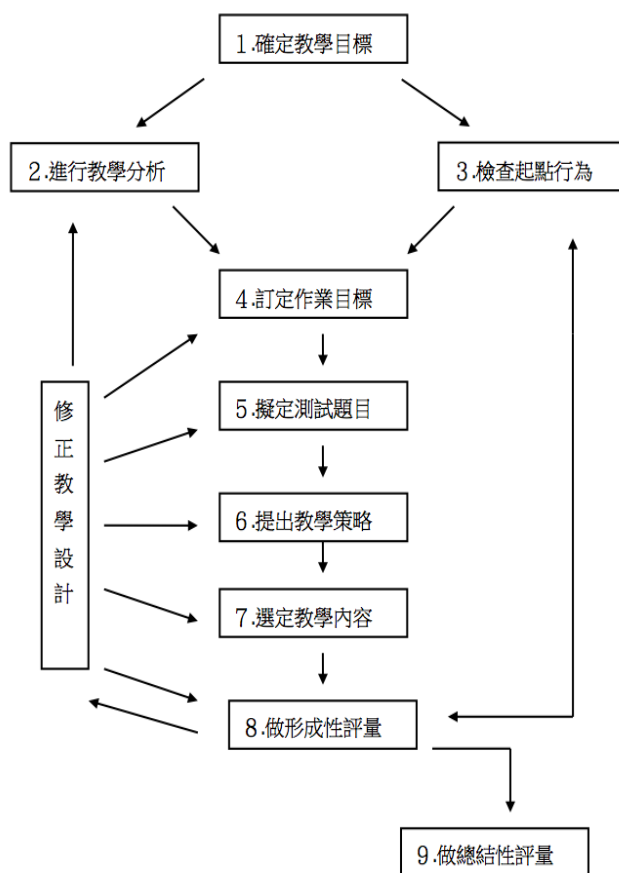 1.確定教學目標
2.進行教學分析
3.檢查起點行為
4.訂定作業目標
5.擬定測試題目
6.提出教學策略
7.選定教學內容
8.做形成性評量
9.做總結性評量
修正教學設計